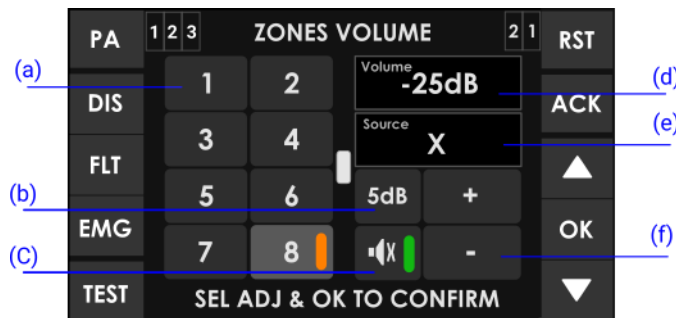 PA
1 2 3
ZONES VOLUME
2 1
RST
(a)
1
2
Volume
-25dB
(d)
DIS
ACK
3
4
Source
X
(e)
FLT
(b)
5
6
5dB
+
EMG
OK
(C)
7
8
X
-
(f)
TEST
SEL ADJ & OK TO CONFIRM